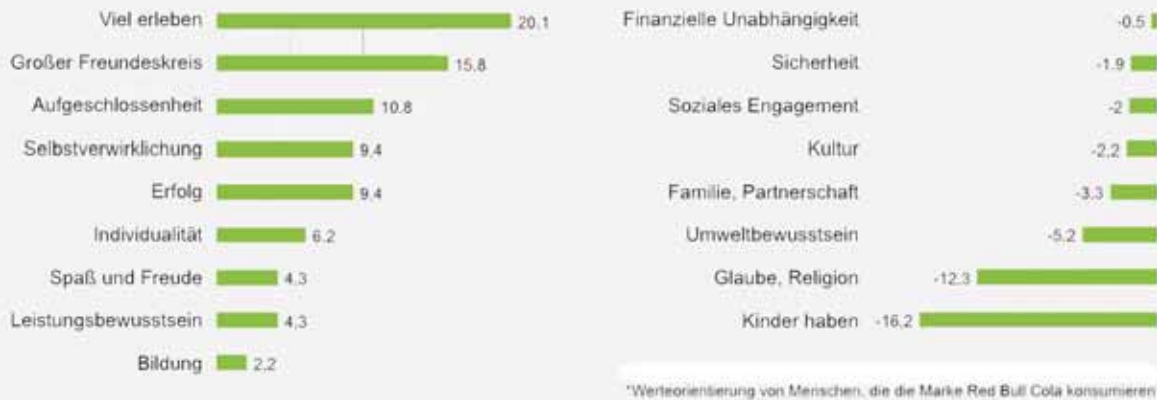 Viel erleben 20,1
Großer Freundeskreis 15,8
Aufgeschlossenheit 10,8
Selbstverwirklichung 9,4
Erfolg 9,4
Individualität 6,2
Spaß und Freude 4,3
Leistungsbewusstsein 4,3
Bildung 2,2
Finanzielle Unabhängigkeit -0,5
Sicherheit -1,9
Soziales Engagement -2
Kultur -2,2
Familie, Partnerschaft -3,3
Umweltbewusstsein -5,2
Glaube, Religion -12,3
Kinder haben -16,2
*Werteorientierung von Menschen, die die Marke Red Bull Cola konsumieren